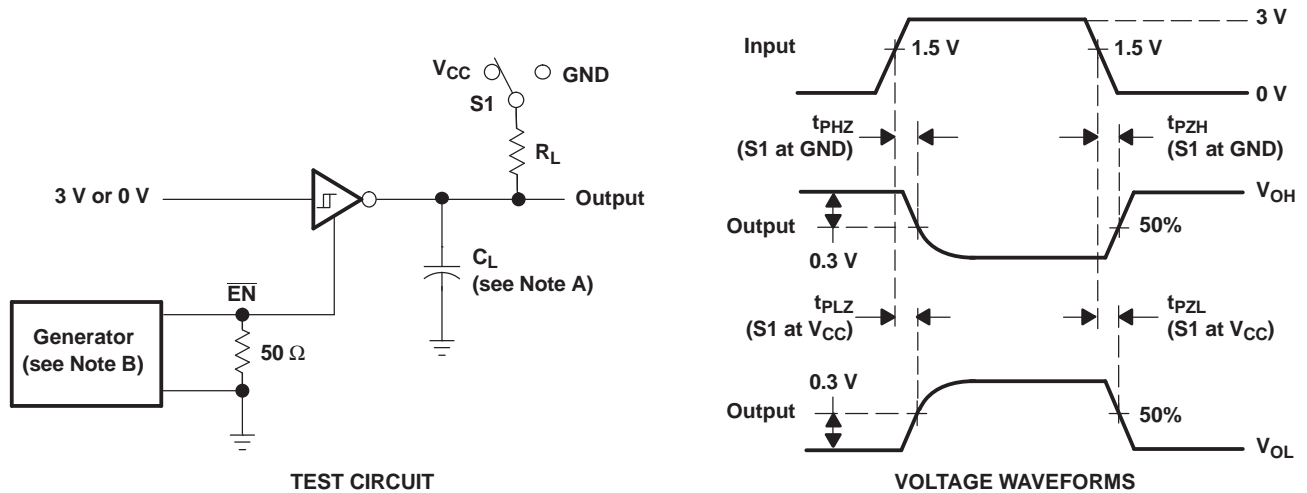 VCC
GND
S1
RL
3 V or 0 V
Output
CL
(see Note A)
EN
Generator
(see Note B)
50 Ω
TEST CIRCUIT
3 V
Input
1.5 V
1.5 V
0 V
tPHZ
(S1 at GND)
tPZH
(S1 at GND)
VOH
Output
50%
0.3 V
tPLZ
(S1 at VCC)
tPZL
(S1 at VCC)
0.3 V
Output
50%
VOL
VOLTAGE WAVEFORMS